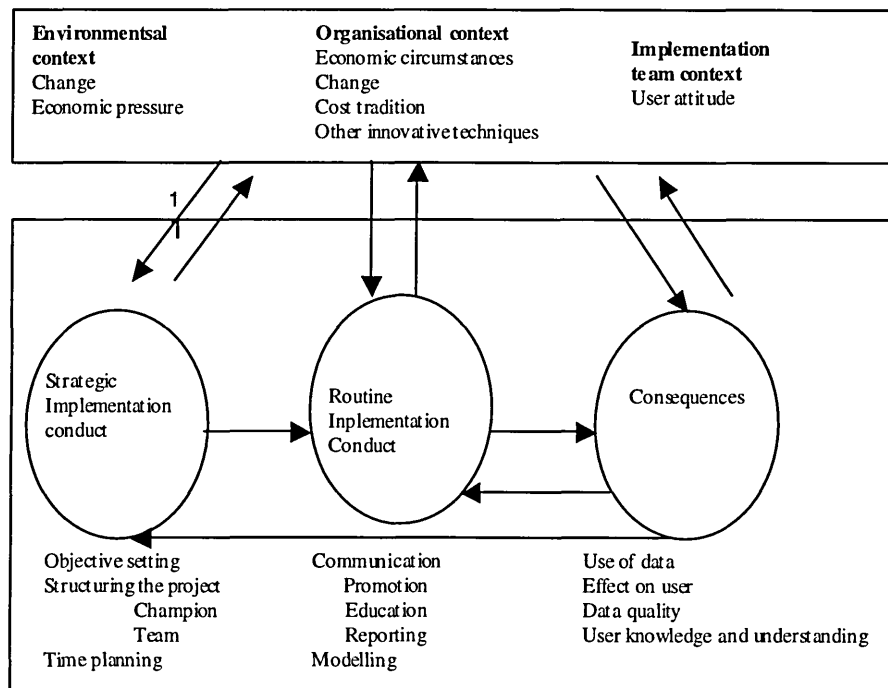 Environmentsal
context
Change
Economic pressure
Organisational context
Economic circumstances
Change
Cost tradition
Other innovative techniques
Implementation
team context
User attitude
1
Strategic
Implementation
conduct
Routine
Inplementation
Conduct
Consequences
Objective setting
Structuring the project
Champion
Team
Time planning
Communication
Promotion
Education
Reporting
Modelling
Use of data
Effect on user
Data quality
User knowledge and understanding